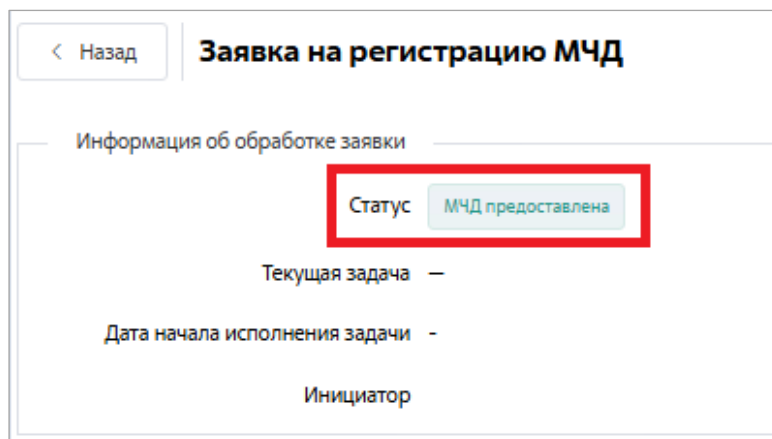 < Назад
Заявка на регистрацию МЧД
Информация об обработке заявки
Статус МЧД предоставлена
Текущая задача —
Дата начала исполнения задачи -
Инициатор